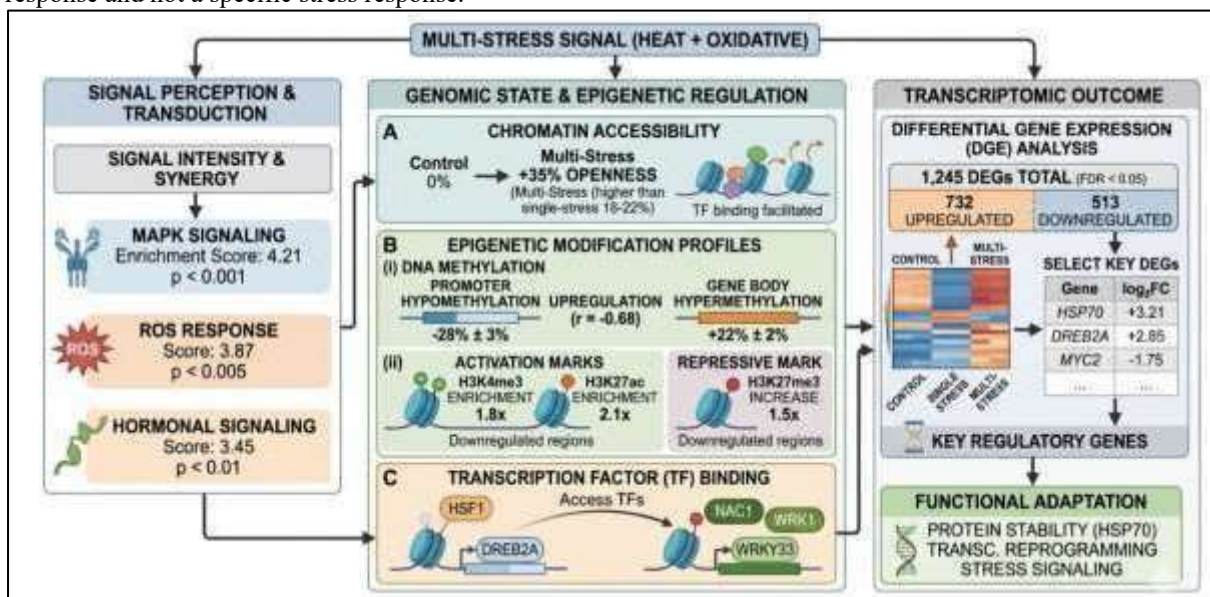 response and not a specific stress response.
MULTI-STRESS SIGNAL (HEAT + OXIDATIVE)
SIGNAL PERCEPTION &
TRANSDUCTION
SIGNAL INTENSITY &
SYNERGY
MAPK SIGNALING
Enrichment Score: 4.21
p < 0.001
ROS
ROS RESPONSE
Score: 3.87
p < 0.005
HORMONAL SIGNALING
Score: 3.45
p < 0.01
GENOMIC STATE & EPIGENETIC REGULATION
A
CHROMATIN ACCESSIBILITY
Control
0%
Multi-Stress
+35% OPENNESS
(Multi-Stress (higher than
single-stress 18-22%)
TF binding facilitated
B
EPIGENETIC MODIFICATION PROFILES
(i) DNA METHYLATION
PROMOTER
HYPOMETHYLATION
-28% ± 3%
UPREGULATION
(r = -0.68)
GENE BODY
HYPERMETHYLATION
+22% ± 2%
(ii)
ACTIVATION MARKS
H3K4me3
ENRICHMENT
1.8x
H3K27ac
ENRICHMENT
2.1x
Downregulated regions
REPRESSIVE MARK
H3K27me3
INCREASE
1.5x
Downregulated regions
C
TRANSCRIPTION FACTOR (TF) BINDING
HSF1
Access TFs
DREB2A
NAC1
WRK1
WRKY33
TRANSCRIPTOMIC OUTCOME
DIFFERENTIAL GENE EXPRESSION
(DGE) ANALYSIS
1,245 DEGs TOTAL (FDR < 0.05)
732
UPREGULATED
513
DOWNREGULATED
CONTROL
MULTI-
STRESS
CONTROL
SINGLE
STRESS
MULTI-
STRESS
SELECT KEY DEGs
Gene log₂FC
HSP70 +3.21
DREB2A +2.85
MYC2 -1.75
... ...
KEY REGULATORY GENES
FUNCTIONAL ADAPTATION
PROTEIN STABILITY (HSP70)
TRANSC. REPROGRAMMING
STRESS SIGNALING